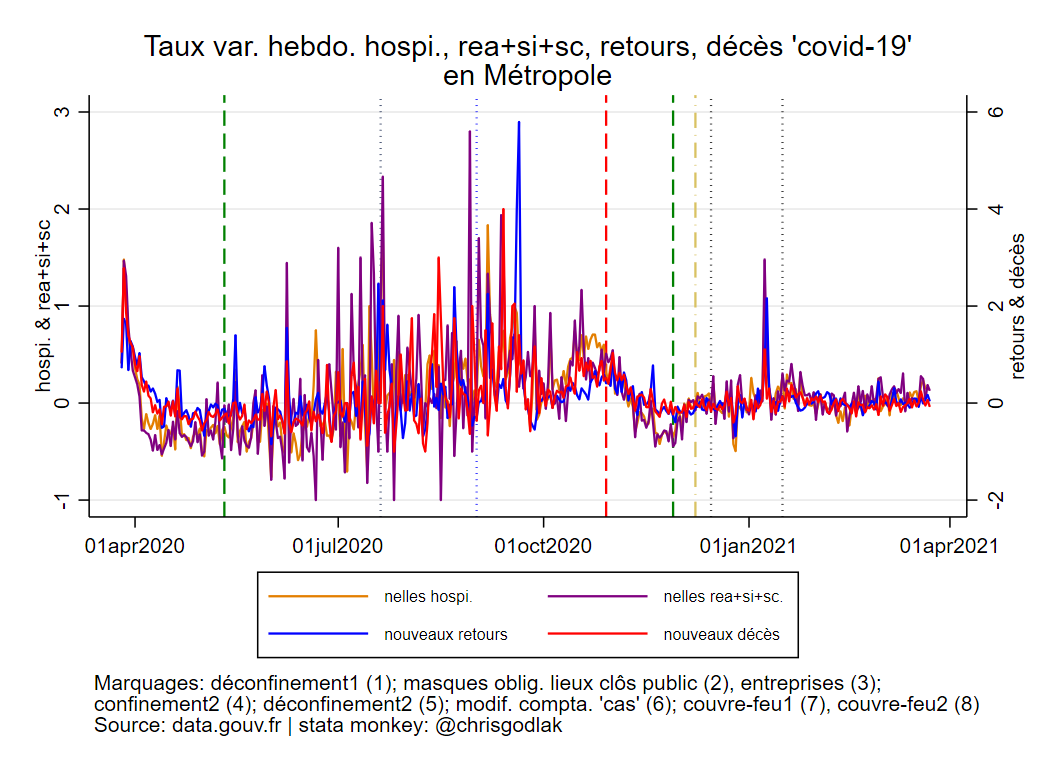 Taux var. hebdo. hospi., rea+si+sc, retours, décès 'covid-19'
en Métropole
hospi. & rea+si+sc
3
2
1
0
-1
retours & décès
6
4
2
0
-2
01apr2020
01jul2020
01oct2020
01jan2021
01apr2021
nelles hospi.
nelles rea+si+sc.
nouveaux retours
nouveaux décès
Marquages: déconfinement1 (1); masques oblig. lieux clôs public (2), entreprises (3);
confinement2 (4); déconfinement2 (5); modif. compta. 'cas' (6); couvre-feu1 (7), couvre-feu2 (8)
Source: data.gouv.fr | stata monkey: @chrisgodlak